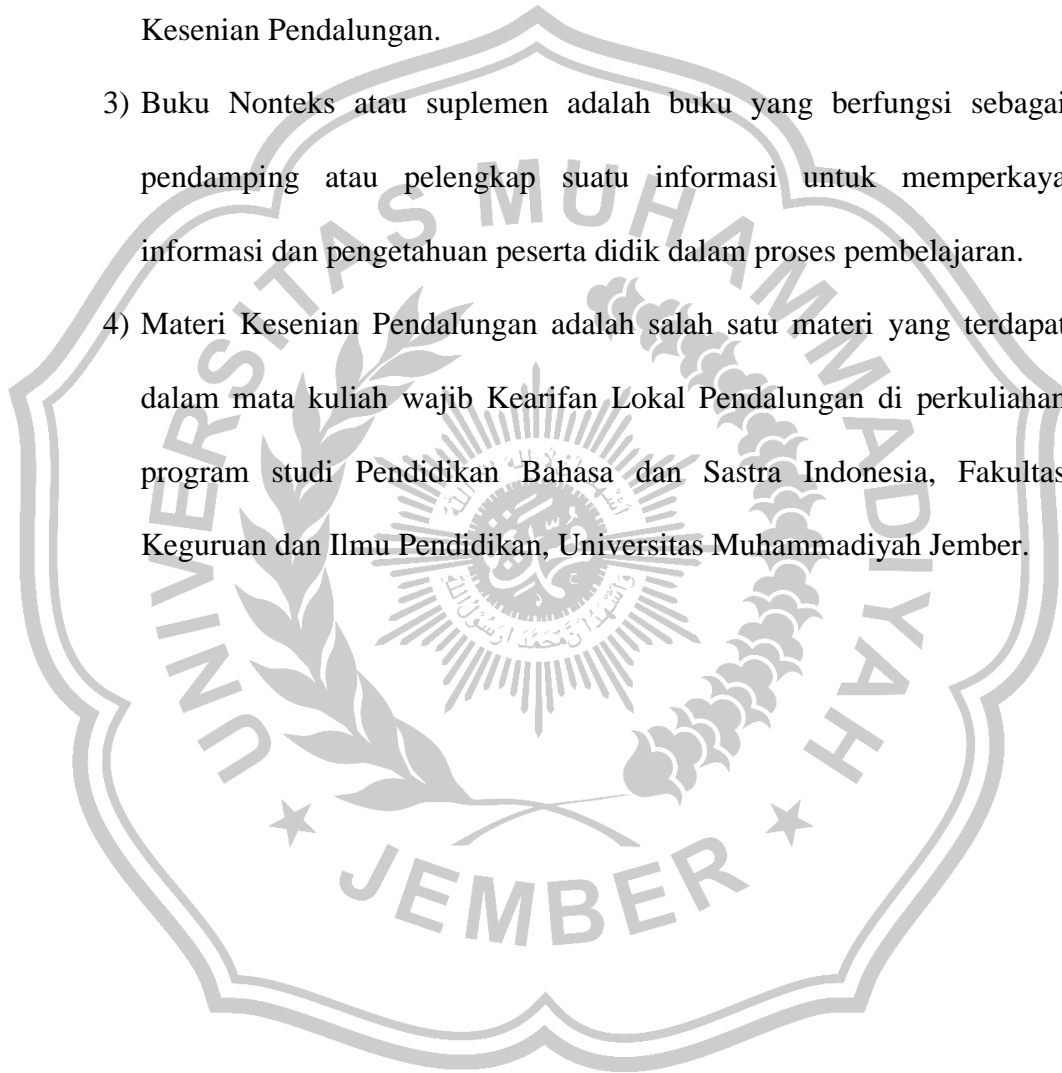 Kesenian Pendalungan.
3) Buku Nonteks atau suplemen adalah buku yang berfungsi sebagai
pendamping atau pelengkap suatu informasi untuk memperkaya
informasi dan pengetahuan peserta didik dalam proses pembelajaran.
4) Materi Kesenian Pendalungan adalah salah satu materi yang terdapat
dalam mata kuliah wajib Kearifan Lokal Pendalungan di perkuliahan
program studi Pendidikan Bahasa dan Sastra Indonesia, Fakultas
Keguruan dan Ilmu Pendidikan, Universitas Muhammadiyah Jember.
UNIVERSITAS MUHAMMADIYAH
JEMBER